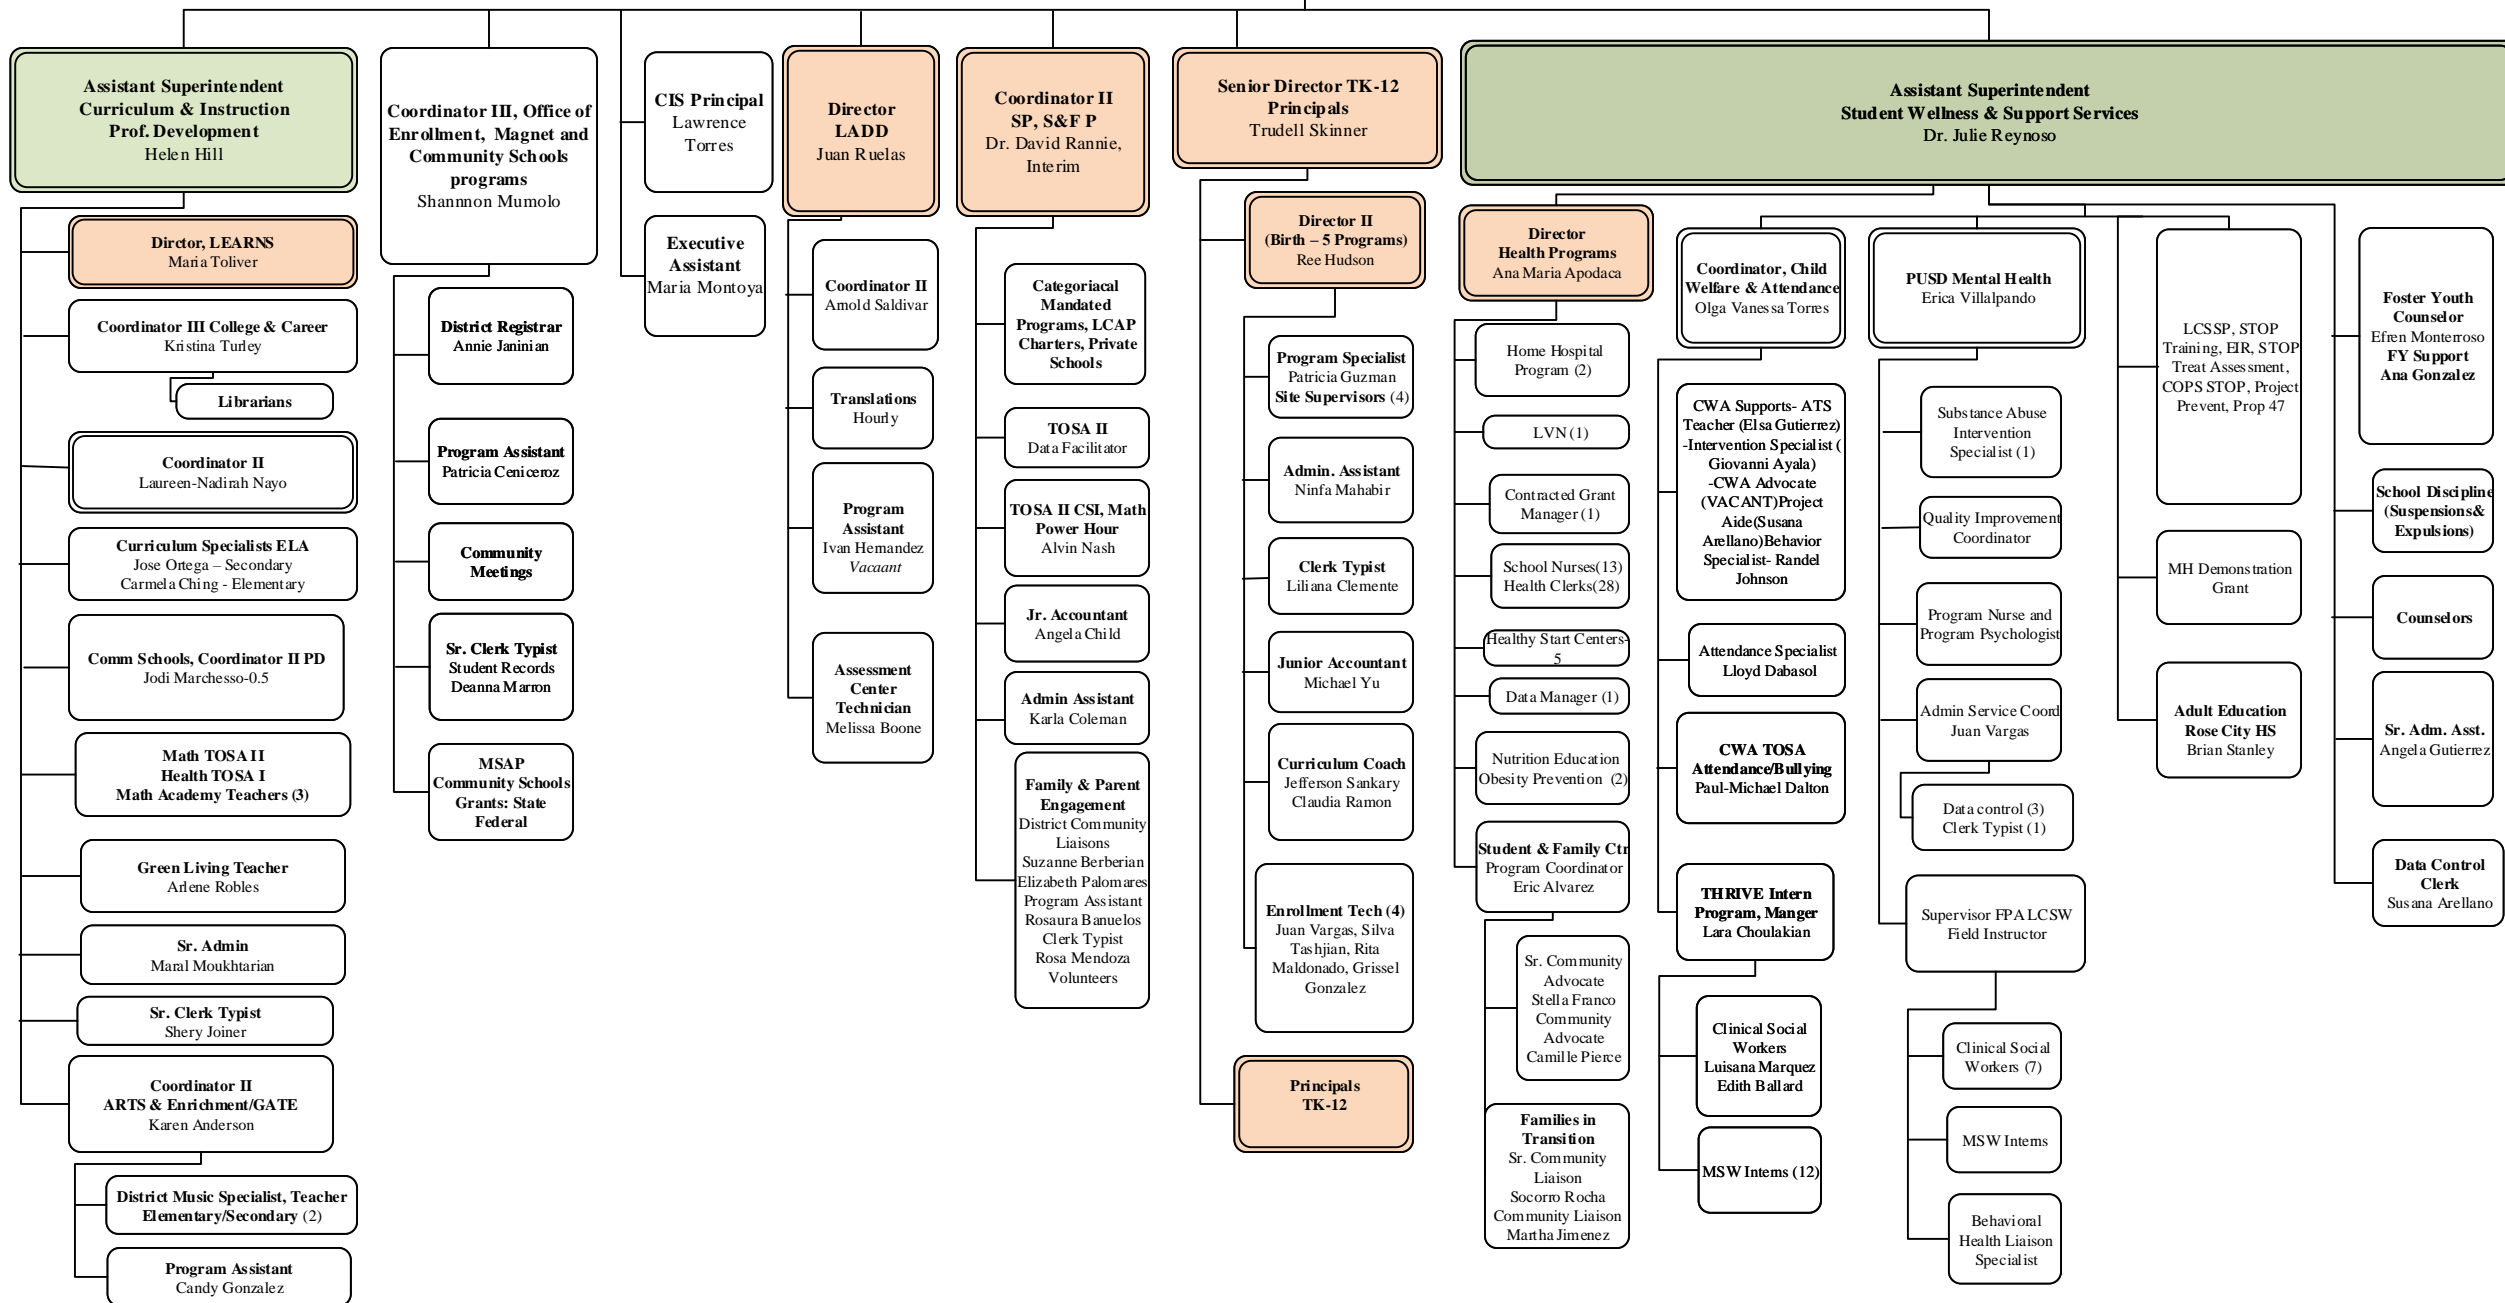 Assistant Superintendent
Curriculum & Instruction
Prof. Development
Helen Hill
Dirctor, LEARNS
Maria Toliver
Coordinator III College & Career
Kristina Turley
Librarians
Coordinator II
Laureen-Nadirah Nayo
Curriculum Specialists ELA
Jose Ortega – Secondary
Carmela Ching - Elementary
Comm Schools, Coordinator II PD
Jodi Marchesso-0.5
Math TOSA II
Health TOSA I
Math Academy Teachers (3)
Green Living Teacher
Arlene Robles
Sr. Admin
Maral Moukhtarian
Sr. Clerk Typist
Shery Joiner
Coordinator II
ARTS & Enrichment/GATE
Karen Anderson
District Music Specialist, Teacher
Elementary/Secondary (2)
Program Assistant
Candy Gonzalez
Coordinator III, Office of
Enrollment, Magnet and
Community Schools
programs
Shannnon Mumolo
District Registrar
Annie Janinian
Program Assistant
Patricia Ceniceroz
Community
Meetings
Sr. Clerk Typist
Student Records
Deanna Marron
MSAP
Community Schools
Grants: State
Federal
CIS Principal
Lawrence
Torres
Executive
Assistant
Maria Montoya
Director
LADD
Juan Ruelas
Coordinator II
Arnold Saldivar
Translations
Hourly
Program
Assistant
Ivan Hernandez
Vacaant
Assessment
Center
Technician
Melissa Boone
Coordinator II
SP, S&F P
Dr. David Rannie,
Interim
Categoriacal
Mandated
Programs, LCAP
Charters, Private
Schools
TOSA II
Data Facilitator
TOSA II CSI, Math
Power Hour
Alvin Nash
Jr. Accountant
Angela Child
Admin Assistant
Karla Coleman
Family & Parent
Engagement
District Community
Liaisons
Suzanne Berberian
Elizabeth Palomares
Program Assistant
Rosaura Banuelos
Clerk Typist
Rosa Mendoza
Volunteers
Senior Director TK-12
Principals
Trudell Skinner
Director II
(Birth – 5 Programs)
Ree Hudson
Program Specialist
Patricia Guzman
Site Supervisors (4)
Admin. Assistant
Ninfa Mahabir
Clerk Typist
Liliana Clemente
Junior Accountant
Michael Yu
Curriculum Coach
Jefferson Sankary
Claudia Ramon
Enrollment Tech (4)
Juan Vargas, Silva
Tashjian, Rita
Maldonado, Grissel
Gonzalez
Principals
TK-12
Assistant Superintendent
Student Wellness & Support Services
Dr. Julie Reynoso
Director
Health Programs
Ana Maria Apodaca
Home Hospital
Program (2)
LVN (1)
Contracted Grant
Manager (1)
School Nurses(13)
Health Clerks(28)
Healthy Start Centers-
5
Data Manager (1)
Nutrition Education
Obesity Prevention (2)
Student & Family Ctr
Program Coordinator
Eric Alvarez
Sr. Community
Advocate
Stella Franco
Community
Advocate
Camille Pierce
Families in
Transition
Sr. Community
Liaison
Socorro Rocha
Community Liaison
Martha Jimenez
Coordinator, Child
Welfare & Attendance
Olga Vanessa Torres
CWA Supports- ATS
Teacher (Elsa Gutierrez)
-Intervention Specialist (
Giovanni Ayala)
-CWA Advocate
(VACANT)Project
Aide(Susana
Arellano)Behavior
Specialist- Randel
Johnson
Attendance Specialist
Lloyd Dabasol
CWA TOSA
Attendance/Bullying
Paul-Michael Dalton
THRIVE Intern
Program, Manger
Lara Choulakian
Clinical Social
Workers
Luisana Marquez
Edith Ballard
MSW Interns (12)
PUSD Mental Health
Erica Villalpando
Substance Abuse
Intervention
Specialist (1)
Quality Improvement
Coordinator
Program Nurse and
Program Psychologist
Admin Service Coord
Juan Vargas
Data control (3)
Clerk Typist (1)
Supervisor FPA LCSW
Field Instructor
Clinical Social
Workers (7)
MSW Interns
Behavioral
Health Liaison
Specialist
LCSSP, STOP
Training, EIR, STOP
Treat Assessment,
COPS STOP, Project
Prevent, Prop 47
MH Demonstration
Grant
Adult Education
Rose City HS
Brian Stanley
Foster Youth
Counselor
Efren Monterroso
FY Support
Ana Gonzalez
School Discipline
(Suspensions&
Expulsions)
Counselors
Sr. Adm. Asst.
Angela Gutierrez
Data Control
Clerk
Susana Arellano